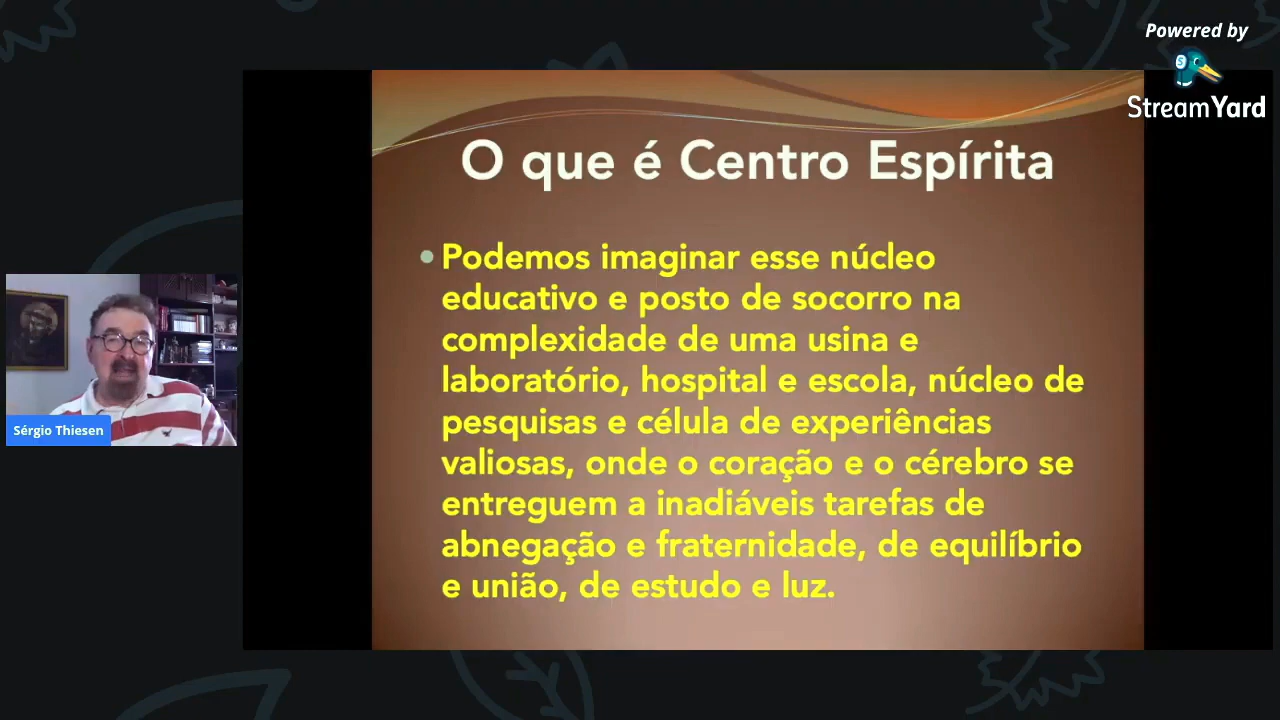 Powered by
StreamYard
O que é Centro Espírita
• Podemos imaginar esse núcleo
educativo e posto de socorro na
complexidade de uma usina e
laboratório, hospital e escola, núcleo de
pesquisas e célula de experiências
valiosas, onde o coração e o cérebro se
entreguem a inadiáveis tarefas de
abnegação e fraternidade, de equilíbrio
e união, de estudo e luz.
Sérgio Thiesen